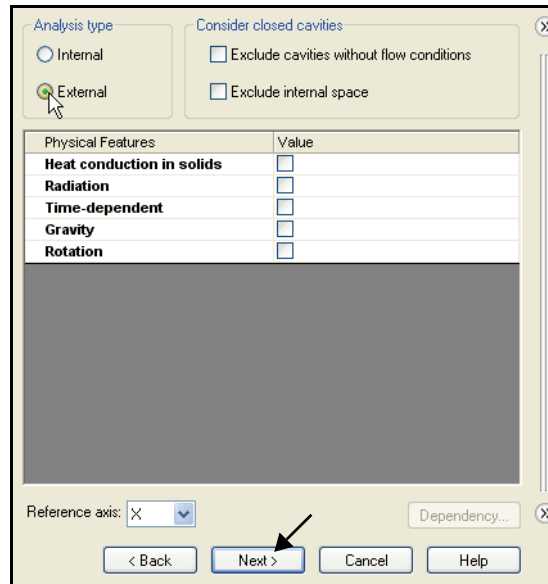 Analysis type
Consider closed cavities
Internal
Exclude cavities without flow conditions
External
Exclude internal space
Physical Features Value
Heat conduction in solids
Radiation
Time-dependent
Gravity
Rotation
Reference axis: X
Dependency...
< Back Next > Cancel Help